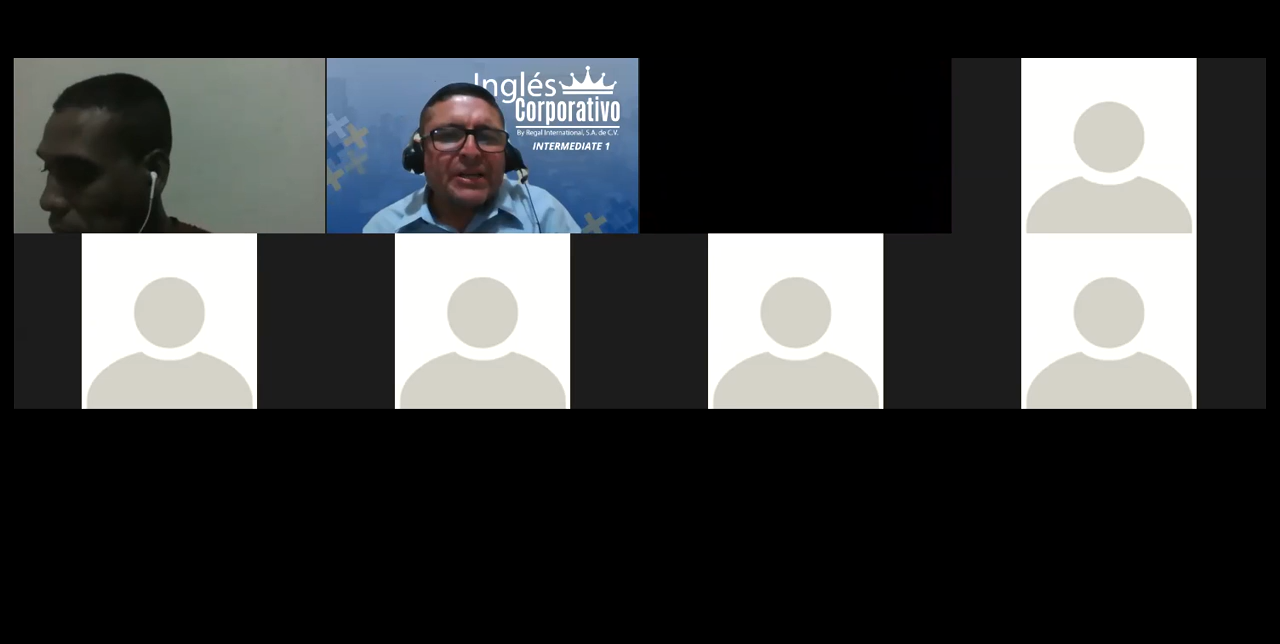 Inglés
Corporativo
By Regal International, S.A. de C.V.
INTERMEDIATE 1